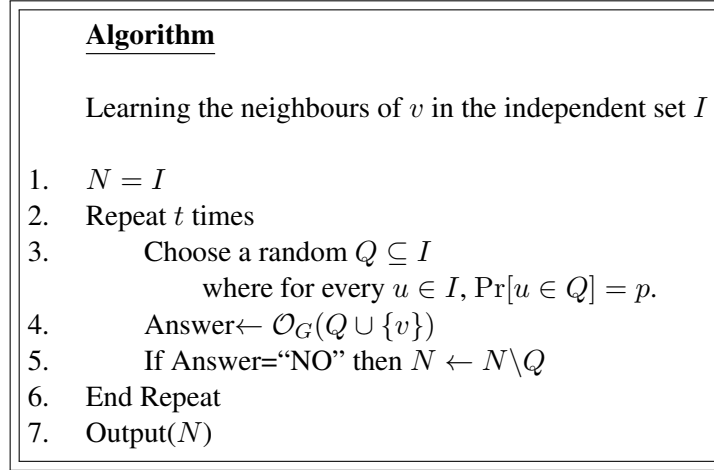 Algorithm
Learning the neighbours of v in the independent set I
1. N = I
2. Repeat t times
3. Choose a random Q ⊆ I
where for every u ∈ I, Pr[u ∈ Q] = p.
4. Answer← 𝒪_G(Q ∪ {v})
5. If Answer=“NO” then N ← N\Q
6. End Repeat
7. Output(N)